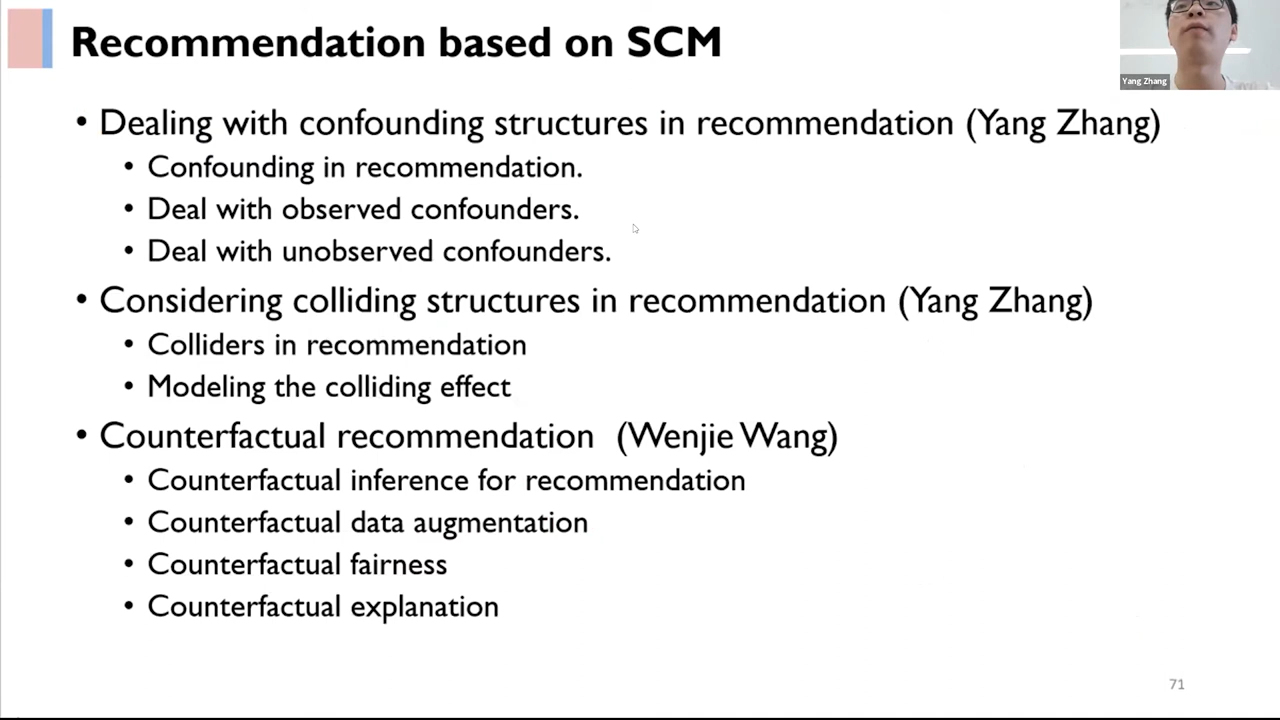 Recommendation based on SCM
Yang Zhang
• Dealing with confounding structures in recommendation (Yang Zhang)
• Confounding in recommendation.
• Deal with observed confounders.
• Deal with unobserved confounders.
• Considering colliding structures in recommendation (Yang Zhang)
• Colliders in recommendation
• Modeling the colliding effect
• Counterfactual recommendation (Wenjie Wang)
• Counterfactual inference for recommendation
• Counterfactual data augmentation
• Counterfactual fairness
• Counterfactual explanation
71